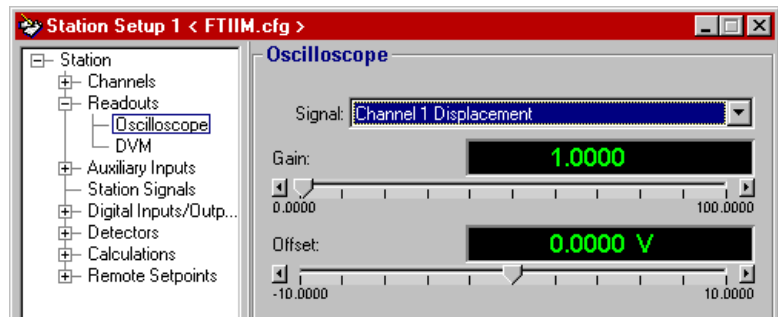 Station Setup 1 < FTIIM.cfg >
Station
Channels
Readouts
Oscilloscope
DVM
Auxiliary Inputs
Station Signals
Digital Inputs/Outp...
Detectors
Calculations
Remote Setpoints
Oscilloscope
Signal: Channel 1 Displacement
Gain: 1.0000
0.0000 100.0000
Offset: 0.0000 V
-10.0000 10.0000